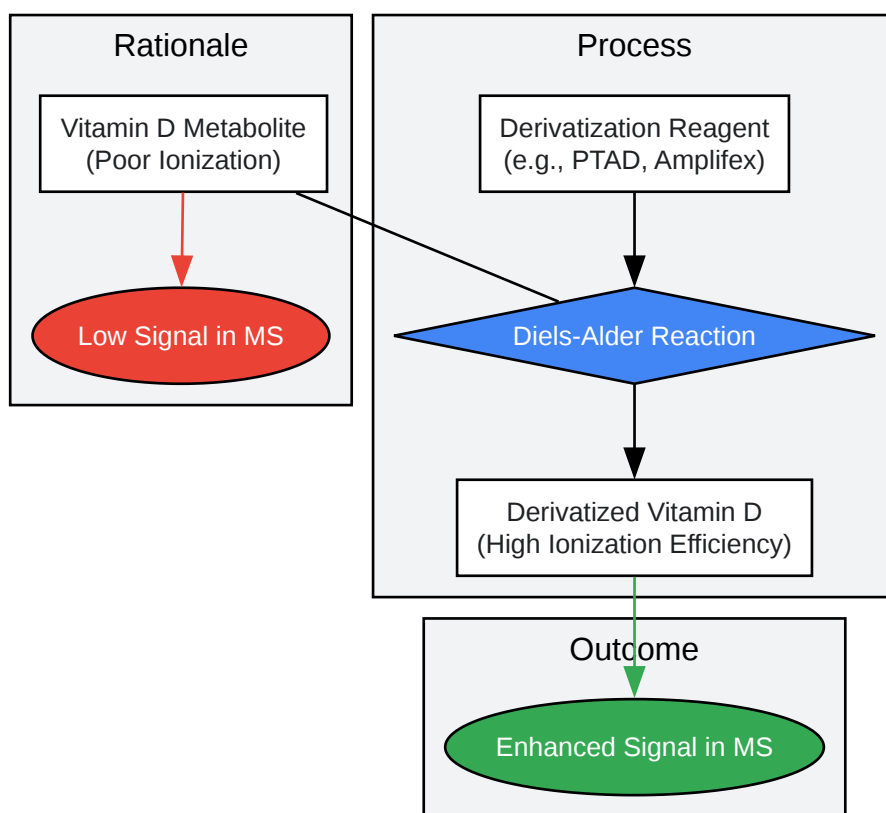 Rationale
Vitamin D Metabolite
(Poor Ionization)
Low Signal in MS
Process
Derivatization Reagent
(e.g., PTAD, Amplifex)
Diels-Alder Reaction
Derivatized Vitamin D
(High Ionization Efficiency)
Outcome
Enhanced Signal in MS